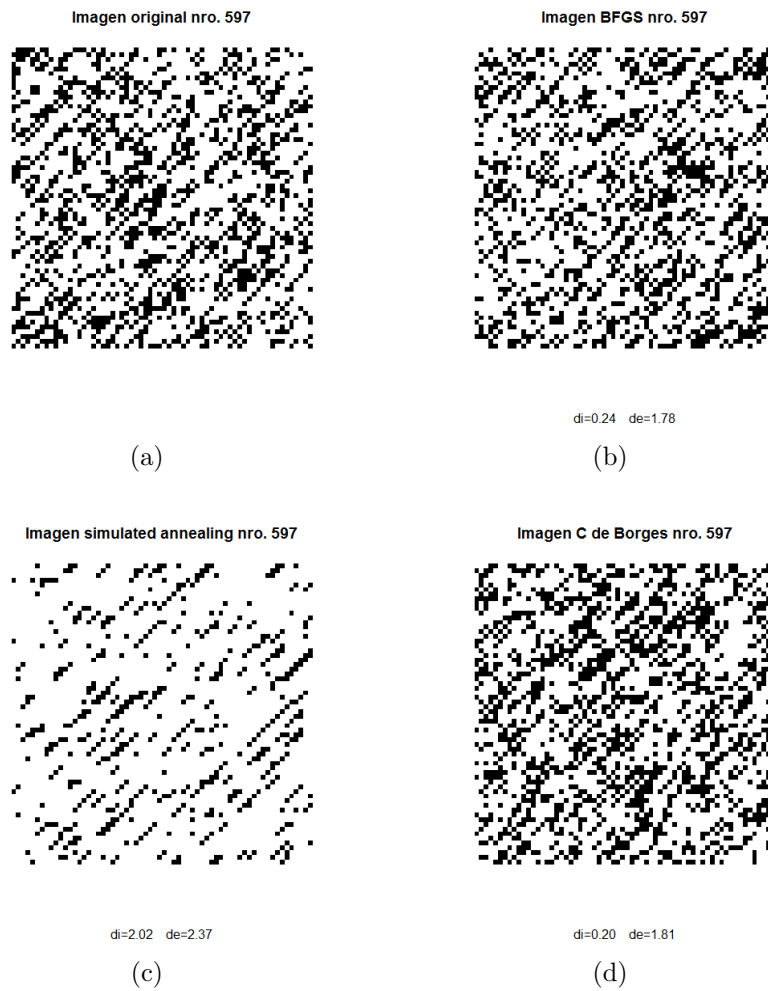 Imagen original nro. 597
Imagen BFGS nro. 597
di=0.24 de=1.78
(a)
(b)
Imagen simulated annealing nro. 597
Imagen C de Borges nro. 597
di=2.02 de=2.37
di=0.20 de=1.81
(c)
(d)